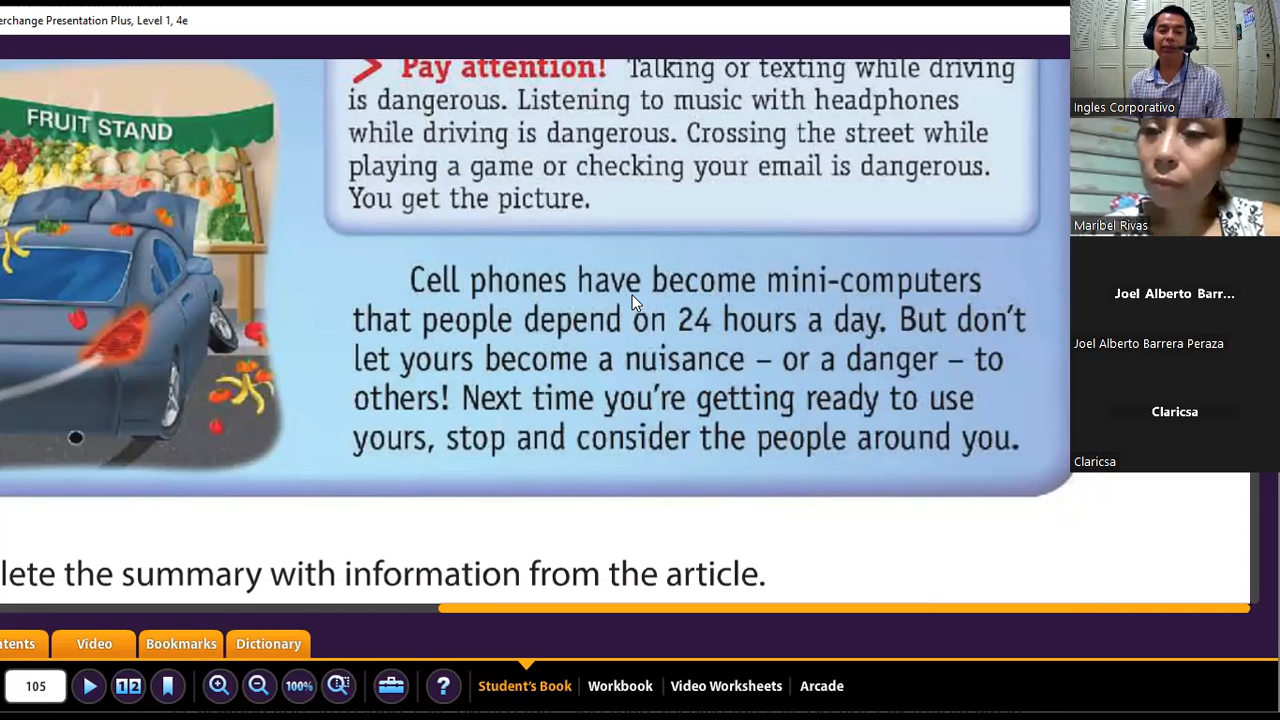 erchange Presentation Plus, Level 1, 4e
FRUIT STAND
> Pay attention! Talking or texting while driving
is dangerous. Listening to music with headphones
while driving is dangerous. Crossing the street while
playing a game or checking your email is dangerous.
You get the picture.
Cell phones have become mini-computers
that people depend on 24 hours a day. But don't
let yours become a nuisance – or a danger – to
others! Next time you're getting ready to use
yours, stop and consider the people around you.
lete the summary with information from the article.
Ingles Corporativo
Maribel Rivas
Joel Alberto Barr...
Joel Alberto Barrera Peraza
Claricsa
Claricsa
ntents
Video
Bookmarks
Dictionary
105
12
100%
?
Student's Book
Workbook
Video Worksheets
Arcade